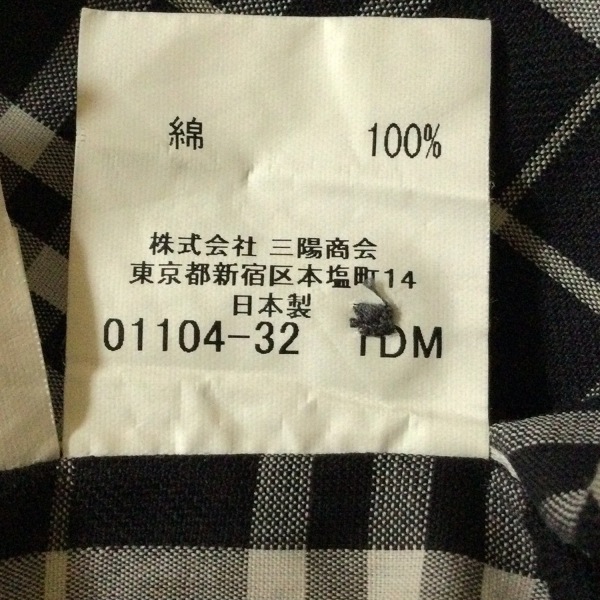 綿 100%
株式会社 三陽商会
東京都新宿区本塩町14
日本製
01104-32 1DM